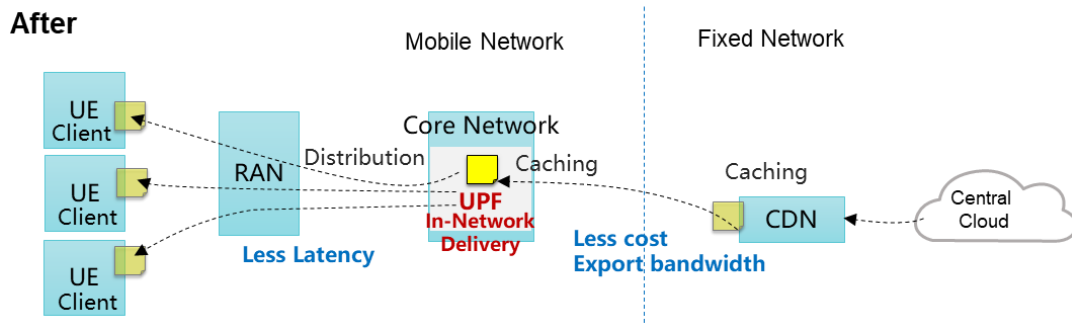 After
Mobile Network
Fixed Network
UE
Client
UE
Client
UE
Client
RAN
Distribution
Core Network
Caching
UPF
In-Network
Delivery
Less Latency
Less cost
Export bandwidth
Caching
CDN
Central
Cloud